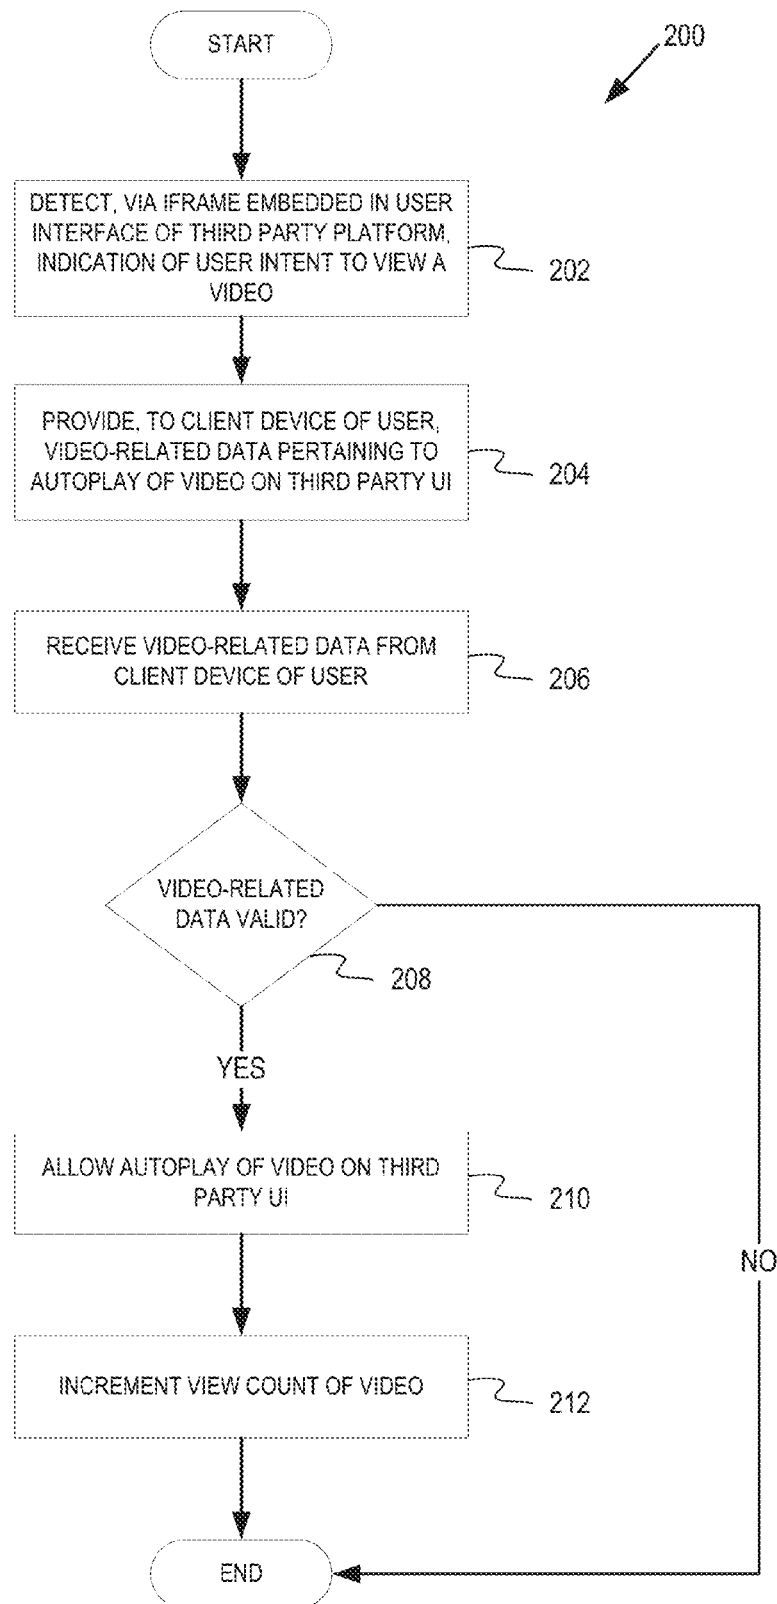 START
200
DETECT, VIA IFRAME EMBEDDED IN USER
INTERFACE OF THIRD PARTY PLATFORM,
INDICATION OF USER INTENT TO VIEW A
VIDEO
202
PROVIDE, TO CLIENT DEVICE OF USER,
VIDEO-RELATED DATA PERTAINING TO
AUTOPLAY OF VIDEO ON THIRD PARTY UI
204
RECEIVE VIDEO-RELATED DATA FROM
CLIENT DEVICE OF USER
206
VIDEO-RELATED
DATA VALID?
208
YES
ALLOW AUTOPLAY OF VIDEO ON THIRD
PARTY UI
210
NO
INCREMENT VIEW COUNT OF VIDEO
212
END